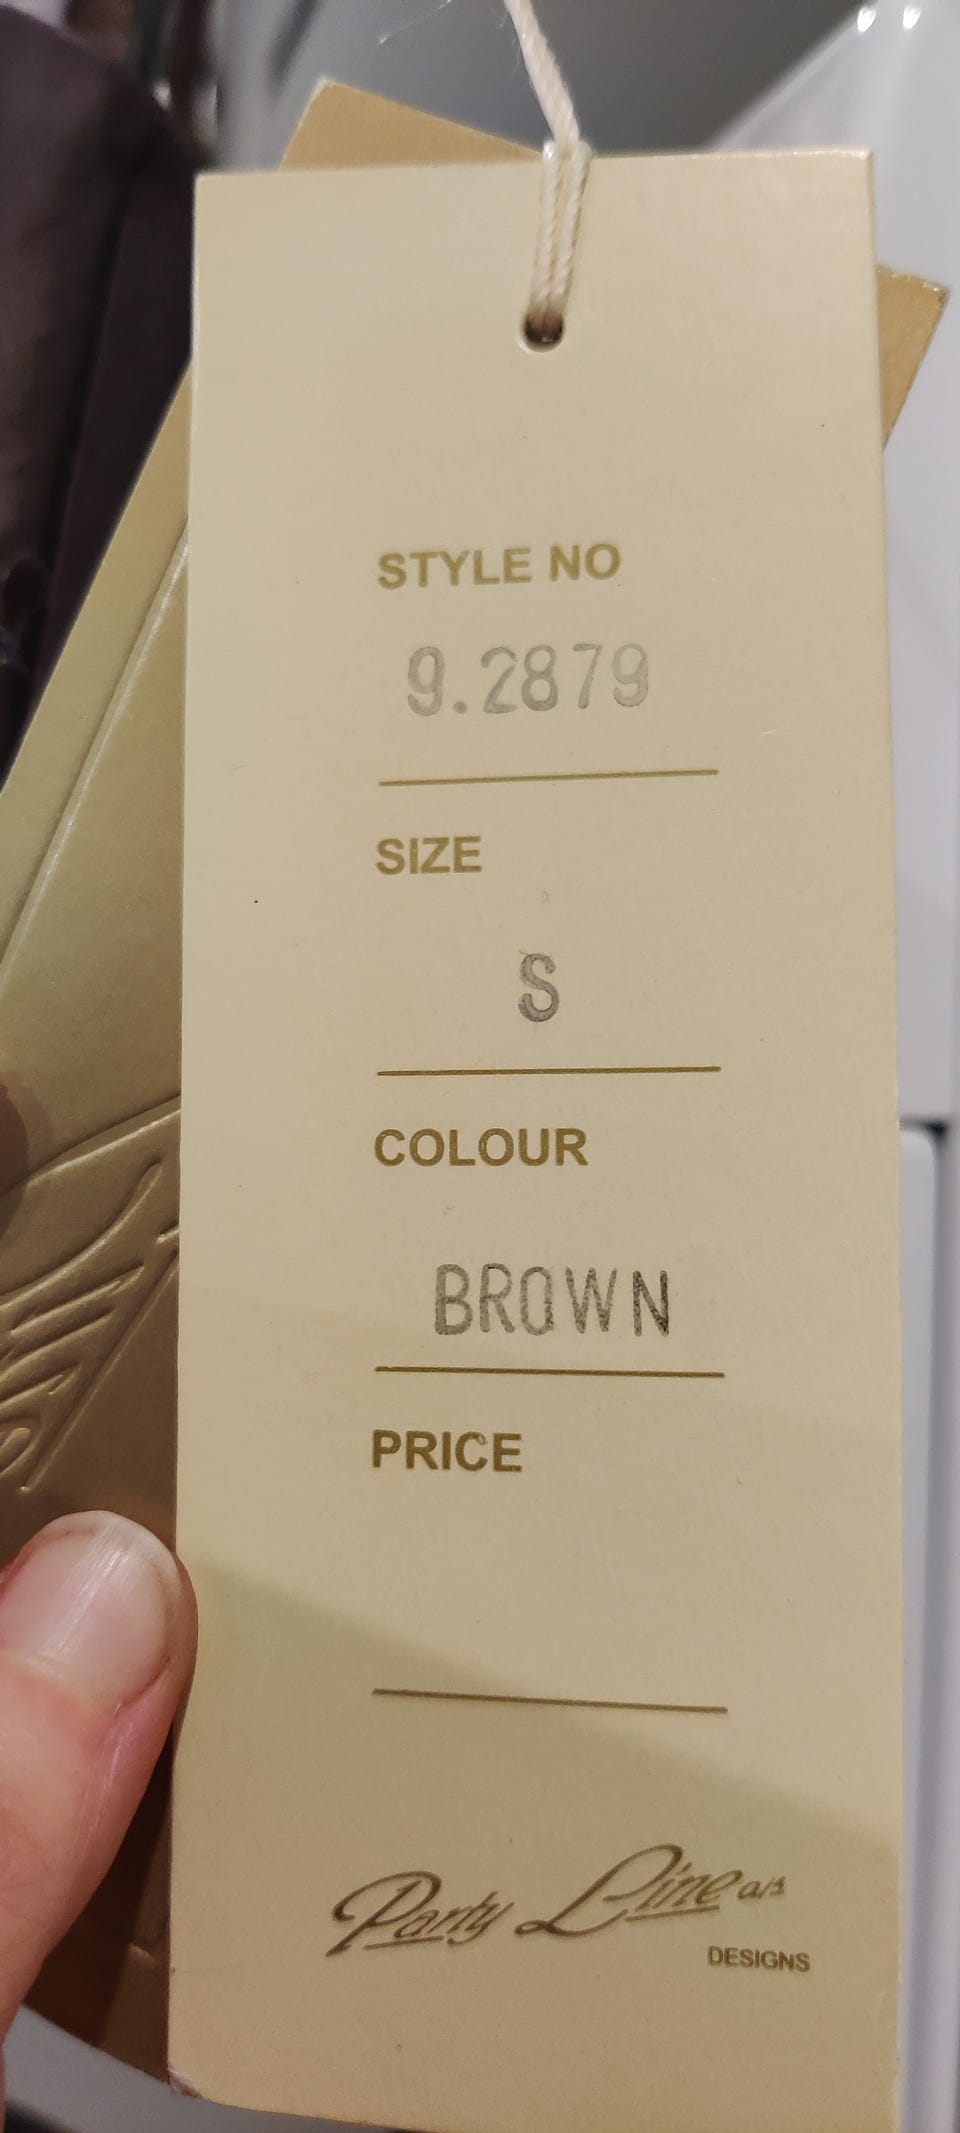 STYLE NO
9.2879
SIZE
S
COLOUR
BROWN
PRICE
Party Line a/s
DESIGNS